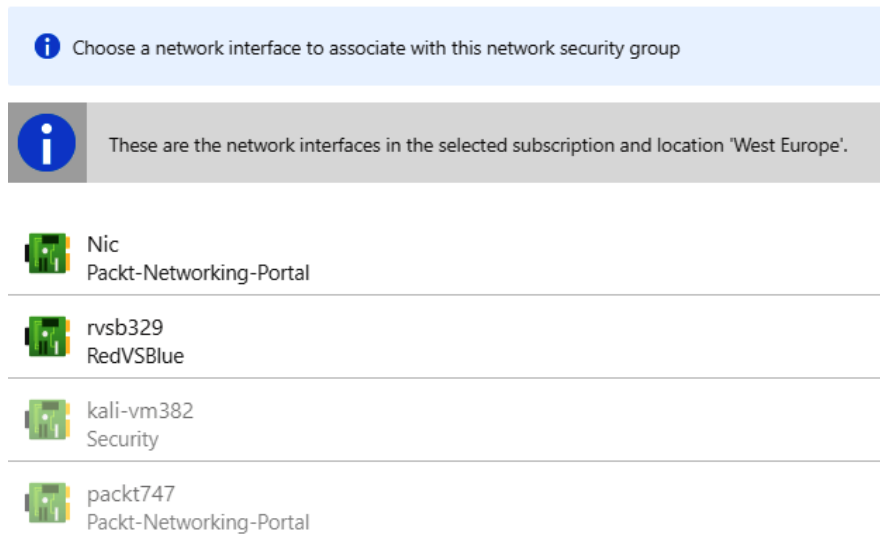 Choose a network interface to associate with this network security group
These are the network interfaces in the selected subscription and location 'West Europe'.
Nic
Packt-Networking-Portal
rvsb329
RedVSBlue
kali-vm382
Security
packt747
Packt-Networking-Portal